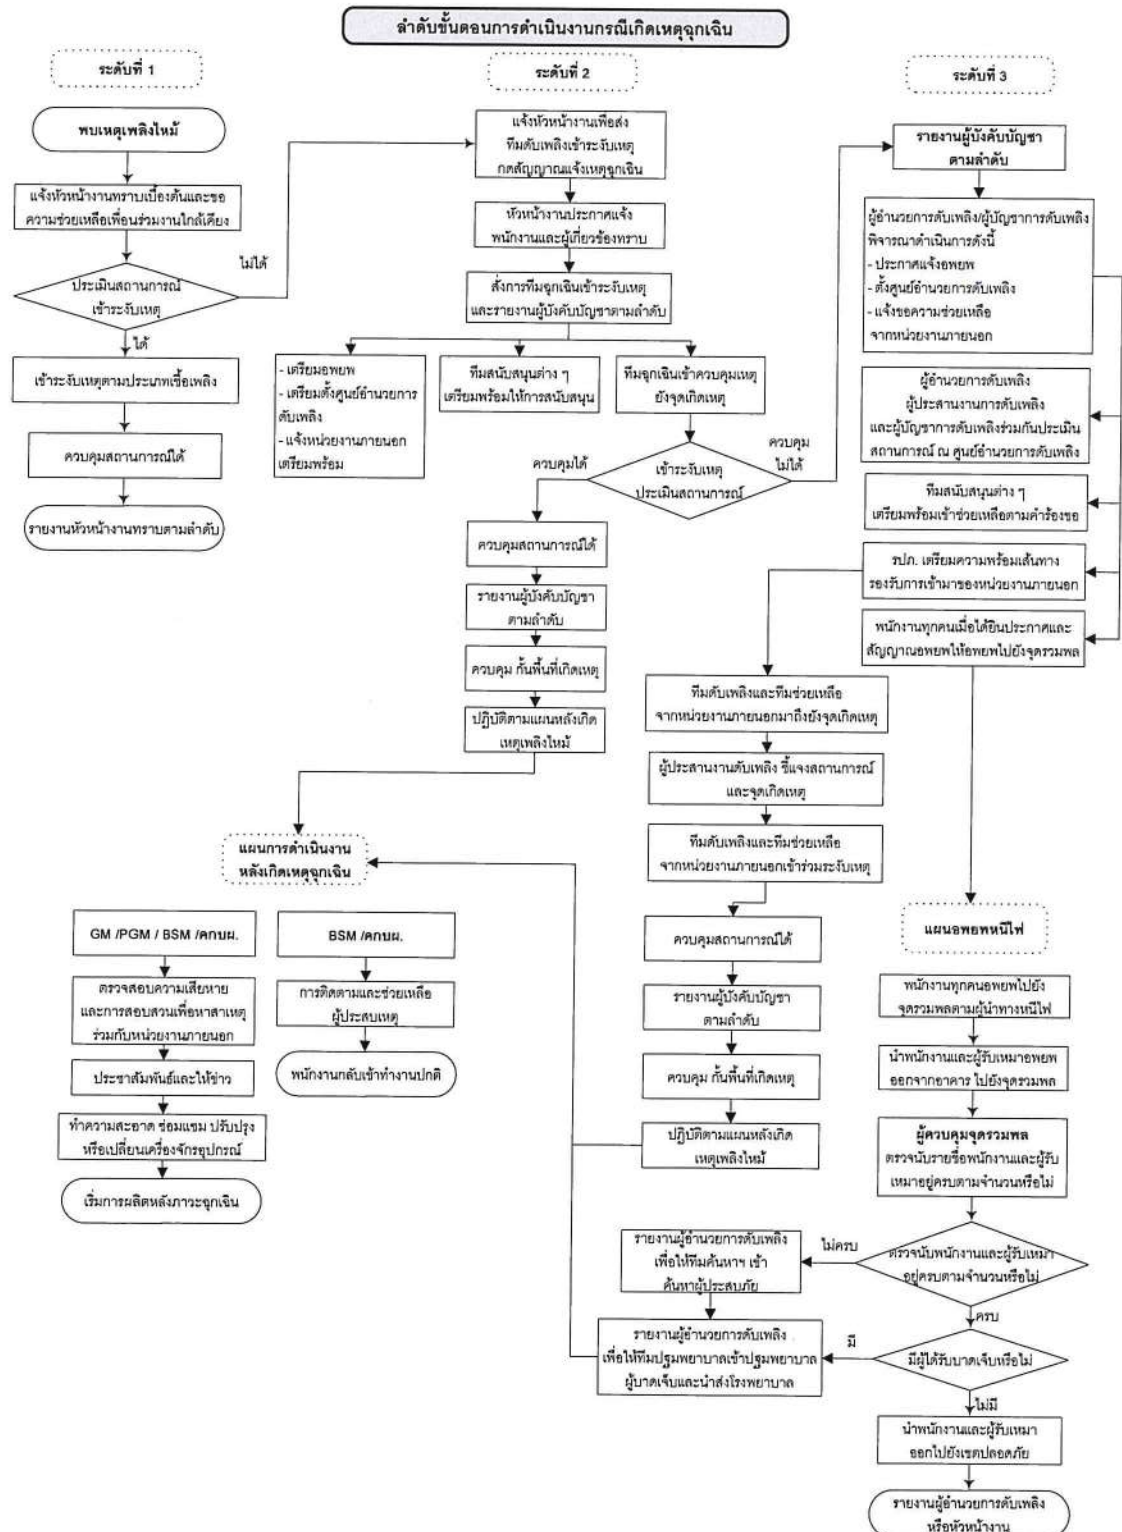 ลำดับขั้นตอนการดำเนินงานกรณีเกิดเหตุฉุกเฉิน
ระดับที่ 1
พบเหตุเพลิงไหม้
แจ้งหัวหน้างานทราบเบื้องต้นและขอ
ความช่วยเหลือเพื่อนร่วมงานใกล้เคียง
ประเมินสถานการณ์
เข้าระงับเหตุ
ไม่ได้
ได้
เข้าระงับเหตุตามประเภทเชื้อเพลิง
ควบคุมสถานการณ์ได้
รายงานหัวหน้างานทราบตามลำดับ
ระดับที่ 2
แจ้งหัวหน้างานเพื่อส่ง
ทีมดับเพลิงเข้าระงับเหตุ
กดสัญญาณแจ้งเหตุฉุกเฉิน
หัวหน้างานประกาศแจ้ง
พนักงานและผู้เกี่ยวข้องทราบ
สั่งการทีมฉุกเฉินเข้าระงับเหตุ
และรายงานผู้บังคับบัญชาตามลำดับ
- เตรียมอพยพ
- เตรียมตั้งศูนย์อำนวยการ
ดับเพลิง
- แจ้งหน่วยงานภายนอก
เตรียมพร้อม
ทีมสนับสนุนต่าง ๆ
เตรียมพร้อมให้การสนับสนุน
ทีมฉุกเฉินเข้าควบคุมเหตุ
ยังจุดเกิดเหตุ
เข้าระงับเหตุ
ประเมินสถานการณ์
ควบคุมได้
ควบคุม
ไม่ได้
ควบคุมสถานการณ์ได้
รายงานผู้บังคับบัญชา
ตามลำดับ
ควบคุม กั้นพื้นที่เกิดเหตุ
ปฏิบัติตามแผนหลังเกิด
เหตุเพลิงไหม้
ระดับที่ 3
รายงานผู้บังคับบัญชา
ตามลำดับ
ผู้อำนวยการดับเพลิง/ผู้บัญชาการดับเพลิง
พิจารณาดำเนินการดังนี้
- ประกาศแจ้งอพยพ
- ตั้งศูนย์อำนวยการดับเพลิง
- แจ้งขอความช่วยเหลือ
จากหน่วยงานภายนอก
ผู้อำนวยการดับเพลิง
ผู้ประสานงานการดับเพลิง
และผู้บัญชาการดับเพลิงร่วมกันประเมิน
สถานการณ์ ณ ศูนย์อำนวยการดับเพลิง
ทีมสนับสนุนต่าง ๆ
เตรียมพร้อมเข้าช่วยเหลือตามคำร้องขอ
รปภ. เตรียมความพร้อมเส้นทาง
รองรับการเข้ามาของหน่วยงานภายนอก
พนักงานทุกคนเมื่อได้ยินประกาศและ
สัญญาณอพยพให้อพยพไปยังจุดรวมพล
ทีมดับเพลิงและทีมช่วยเหลือ
จากหน่วยงานภายนอกมาถึงยังจุดเกิดเหตุ
ผู้ประสานงานดับเพลิง ชี้แจงสถานการณ์
และจุดเกิดเหตุ
ทีมดับเพลิงและทีมช่วยเหลือ
จากหน่วยงานภายนอกเข้าร่วมระงับเหตุ
ควบคุมสถานการณ์ได้
รายงานผู้บังคับบัญชา
ตามลำดับ
ควบคุม กั้นพื้นที่เกิดเหตุ
ปฏิบัติตามแผนหลังเกิด
เหตุเพลิงไหม้
แผนการดำเนินงาน
หลังเกิดเหตุฉุกเฉิน
GM /PGM / BSM /คกบผ.
ตรวจสอบความเสียหาย
และการสอบสวนเพื่อหาสาเหตุ
ร่วมกับหน่วยงานภายนอก
ประชาสัมพันธ์และให้ข่าว
ทำความสะอาด ซ่อมแซม ปรับปรุง
หรือเปลี่ยนเครื่องจักรอุปกรณ์
เริ่มการผลิตหลังภาวะฉุกเฉิน
BSM /คกบผ.
การติดตามและช่วยเหลือ
ผู้ประสบเหตุ
พนักงานกลับเข้าทำงานปกติ
แผนอพยพหนีไฟ
พนักงานทุกคนอพยพไปยัง
จุดรวมพลตามผู้นำทางหนีไฟ
นำพนักงานและผู้รับเหมาอพยพ
ออกจากอาคาร ไปยังจุดรวมพล
ผู้ควบคุมจุดรวมพล
ตรวจนับรายชื่อพนักงานและผู้รับ
เหมาอยู่ครบตามจำนวนหรือไม่
ตรวจนับพนักงานและผู้รับเหมา
อยู่ครบตามจำนวนหรือไม่
ไม่ครบ
รายงานผู้อำนวยการดับเพลิง
เพื่อให้ทีมค้นหาฯ เข้า
ค้นหาผู้ประสบภัย
ครบ
มีผู้ได้รับบาดเจ็บหรือไม่
มี
รายงานผู้อำนวยการดับเพลิง
เพื่อให้ทีมปฐมพยาบาลเข้าปฐมพยาบาล
ผู้บาดเจ็บและนำส่งโรงพยาบาล
ไม่มี
นำพนักงานและผู้รับเหมา
ออกไปยังเขตปลอดภัย
รายงานผู้อำนวยการดับเพลิง
หรือหัวหน้างาน